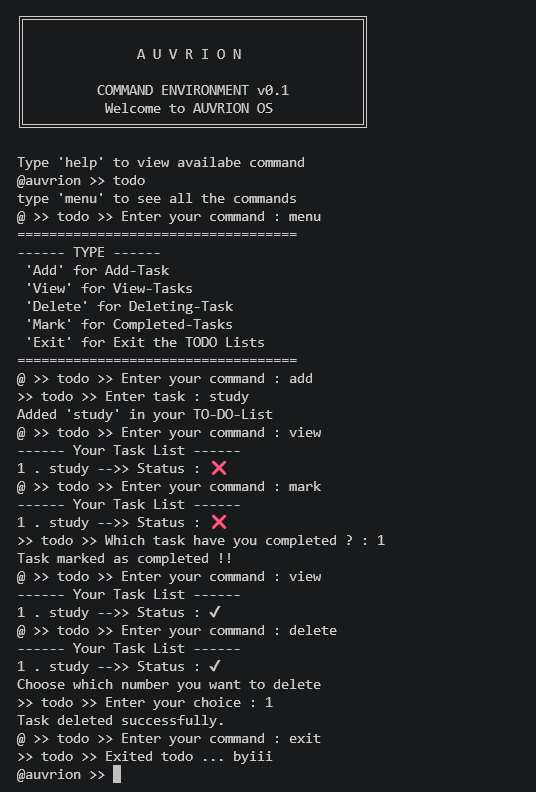 A U V R I O N
COMMAND ENVIRONMENT v0.1
Welcome to AUVRION OS
Type 'help' to view availabe command
@auvrion >> todo
type 'menu' to see all the commands
@ >> todo >> Enter your command : menu
===================================
------ TYPE ------
'Add' for Add-Task
'View' for View-Tasks
'Delete' for Deleting-Task
'Mark' for Completed-Tasks
'Exit' for Exit the TODO Lists
===================================
@ >> todo >> Enter your command : add
>> todo >> Enter task : study
Added 'study' in your TO-DO-List
@ >> todo >> Enter your command : view
------ Your Task List ------
1 . study -->> Status : ❌
@ >> todo >> Enter your command : mark
------ Your Task List ------
1 . study -->> Status : ❌
>> todo >> Which task have you completed ? : 1
Task marked as completed !!
@ >> todo >> Enter your command : view
------ Your Task List ------
1 . study -->> Status : ✓
@ >> todo >> Enter your command : delete
------ Your Task List ------
1 . study -->> Status : ✓
Choose which number you want to delete
>> todo >> Enter your choice : 1
Task deleted successfully.
@ >> todo >> Enter your command : exit
>> todo >> Exited todo ... byiii
@auvrion >>